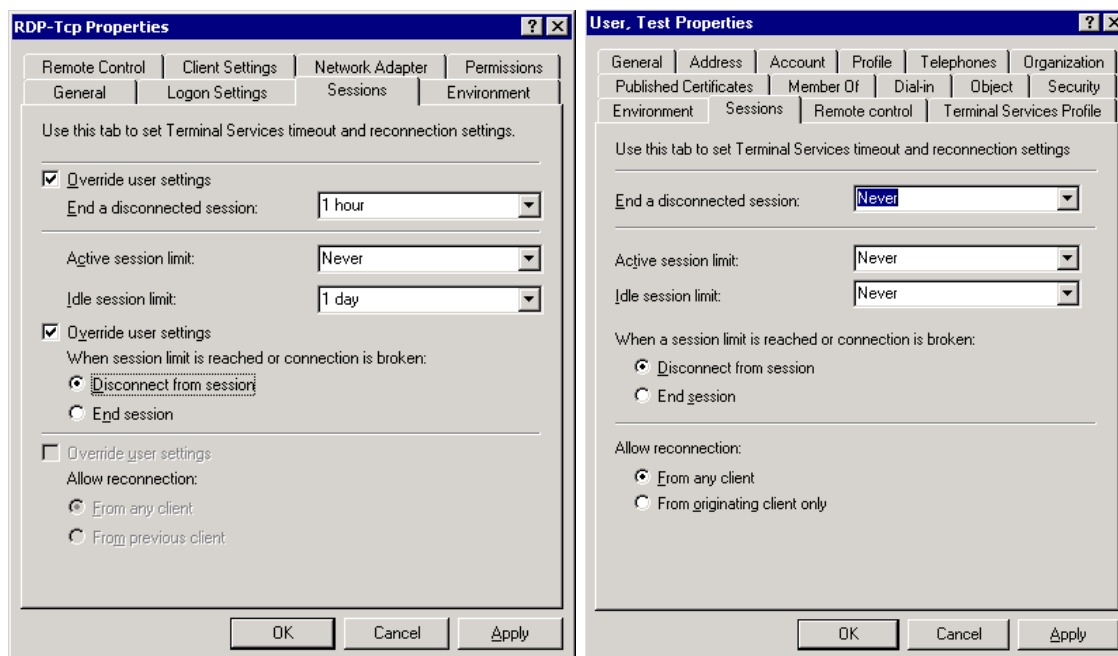 RDP-Tcp Properties
Remote Control Client Settings Network Adapter Permissions
General Logon Settings Sessions Environment
Use this tab to set Terminal Services timeout and reconnection settings.
Override user settings
End a disconnected session: 1 hour
Active session limit: Never
Idle session limit: 1 day
Override user settings
When session limit is reached or connection is broken:
Disconnect from session
End session
Override user settings
Allow reconnection:
From any client
From previous client
OK Cancel Apply
User, Test Properties
General Address Account Profile Telephones Organization
Published Certificates Member Of Dial-in Object Security
Environment Sessions Remote control Terminal Services Profile
Use this tab to set Terminal Services timeout and reconnection settings
End a disconnected session: Never
Active session limit: Never
Idle session limit: Never
When a session limit is reached or connection is broken:
Disconnect from session
End session
Allow reconnection:
From any client
From originating client only
OK Cancel Apply